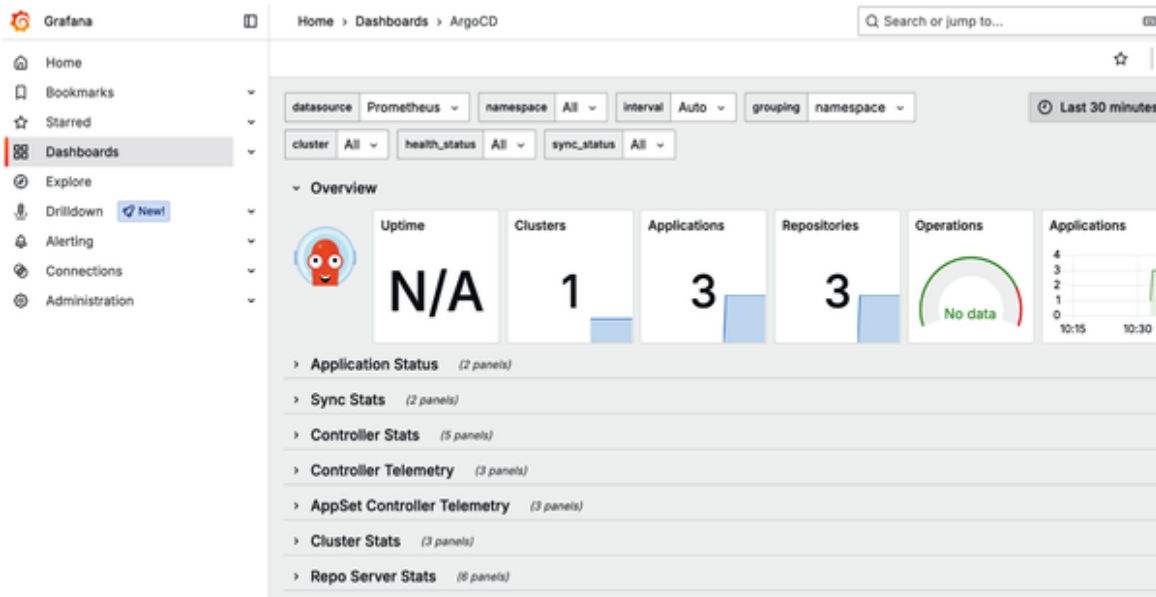 Grafana
Home › Dashboards › ArgoCD
Search or jump to...
Home
Bookmarks
Starred
Dashboards
Explore
Drilldown New!
Alerting
Connections
Administration
datasource Prometheus namespace All interval Auto grouping namespace Last 30 minutes
cluster All health_status All sync_status All
Overview
Uptime
N/A
Clusters
1
Applications
3
Repositories
3
Operations
No data
Applications
4
3
2
1
0
10:15 10:30
Application Status (2 panels)
Sync Stats (2 panels)
Controller Stats (5 panels)
Controller Telemetry (3 panels)
AppSet Controller Telemetry (3 panels)
Cluster Stats (3 panels)
Repo Server Stats (6 panels)